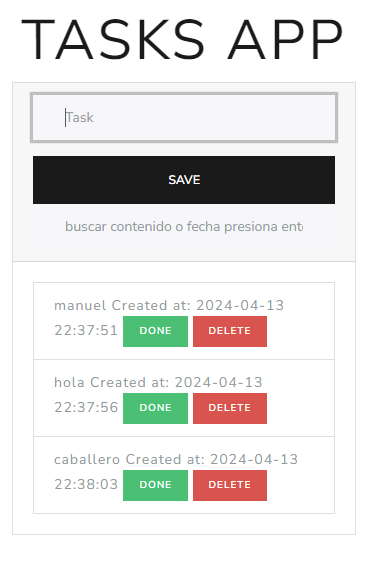 TASKS APP
Task
SAVE
buscar contenido o fecha presiona ent
manuel Created at: 2024-04-13
22:37:51 DONE DELETE
hola Created at: 2024-04-13
22:37:56 DONE DELETE
caballero Created at: 2024-04-13
22:38:03 DONE DELETE